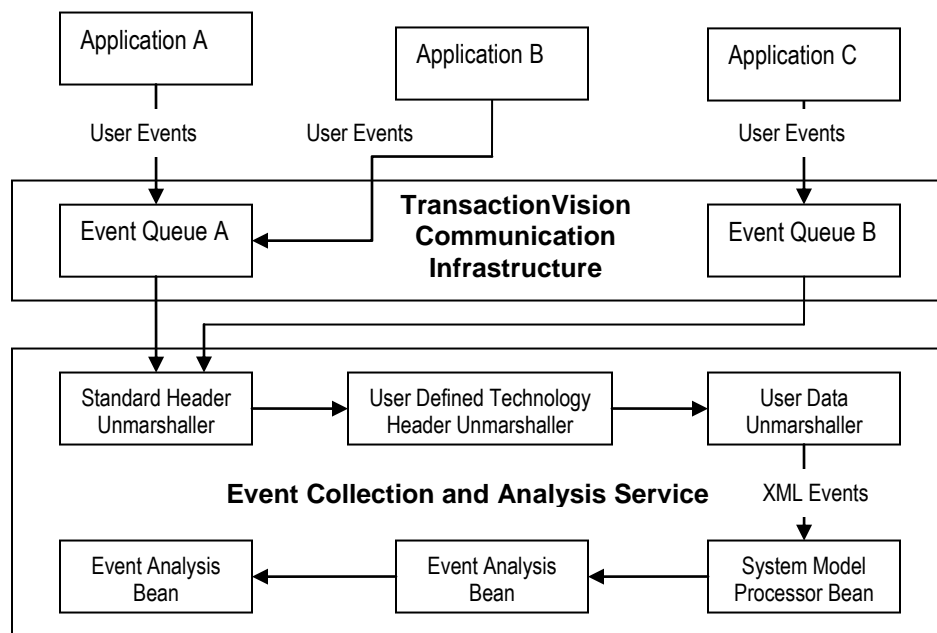 Application A
Application B
Application C
User Events
User Events
User Events
TransactionVision
Communication
Infrastructure
Event Queue A
Event Queue B
Standard Header
Unmarshaller
User Defined Technology
Header Unmarshaller
User Data
Unmarshaller
Event Collection and Analysis Service
XML Events
Event Analysis
Bean
Event Analysis
Bean
System Model
Processor Bean